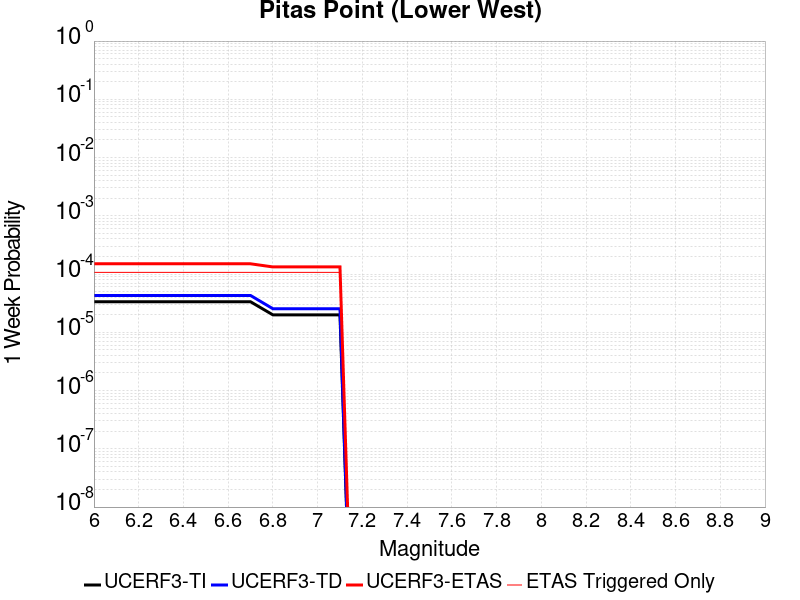 Pitas Point (Lower West)
10 0
10 -1
10 -2
10 -3
10 -4
10 -5
10 -6
10 -7
10 -8
1 Week Probability
6 6.2 6.4 6.6 6.8 7 7.2 7.4 7.6 7.8 8 8.2 8.4 8.6 8.8 9
Magnitude
UCERF3-TI UCERF3-TD UCERF3-ETAS ETAS Triggered Only